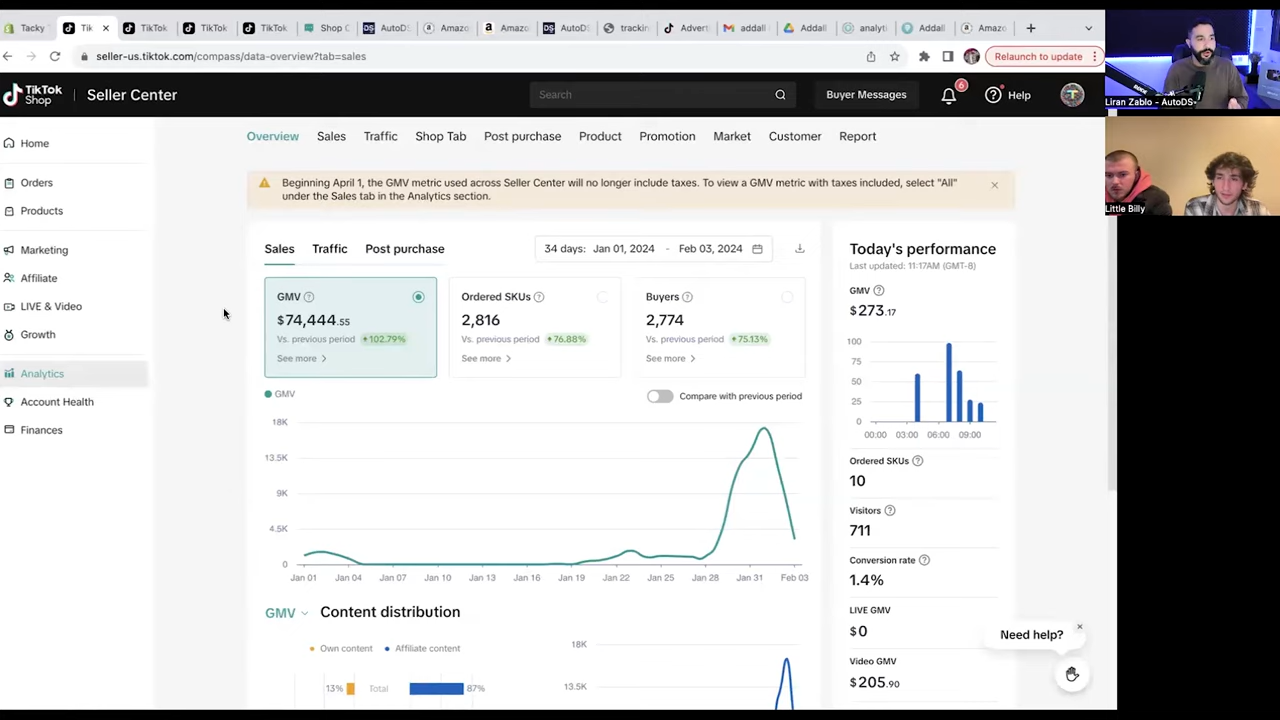 Tacky
Tik
TikTok
TikTok
TikTok
Shop C
AutoDS
Amazo
Amazo
AutoDS
trackin
Advert
addall
Addall
analyti
Addall
Amazo
seller-us.tiktok.com/compass/data-overview?tab=sales
Relaunch to update
TikTok
Shop
Seller Center
Search
Buyer Messages
6
Help
Liran Zablo - AutoDS
Little Billy
Home
Orders
Products
Marketing
Affiliate
LIVE & Video
Growth
Analytics
Account Health
Finances
Overview
Sales
Traffic
Shop Tab
Post purchase
Product
Promotion
Market
Customer
Report
Beginning April 1, the GMV metric used across Seller Center will no longer include taxes. To view a GMV metric with taxes included, select "All"
under the Sales tab in the Analytics section.
Sales
Traffic
Post purchase
34 days: Jan 01, 2024 - Feb 03, 2024
GMV
$74,444.55
Vs. previous period +102.79%
See more
Ordered SKUs
2,816
Vs. previous period +76.88%
See more
Buyers
2,774
Vs. previous period +75.13%
See more
GMV
Compare with previous period
18K
13.5K
9K
4.5K
0
Jan 01
Jan 04
Jan 07
Jan 10
Jan 13
Jan 16
Jan 19
Jan 22
Jan 25
Jan 28
Jan 31
Feb 03
GMV
Content distribution
Own content
Affiliate content
13%
Total
87%
18K
13.5K
Today's performance
Last updated: 11:17AM (GMT-8)
GMV
$273.17
100
75
50
25
0
00:00
03:00
06:00
09:00
Ordered SKUs
10
Visitors
711
Conversion rate
1.4%
LIVE GMV
$0
Video GMV
$205.90
Need help?